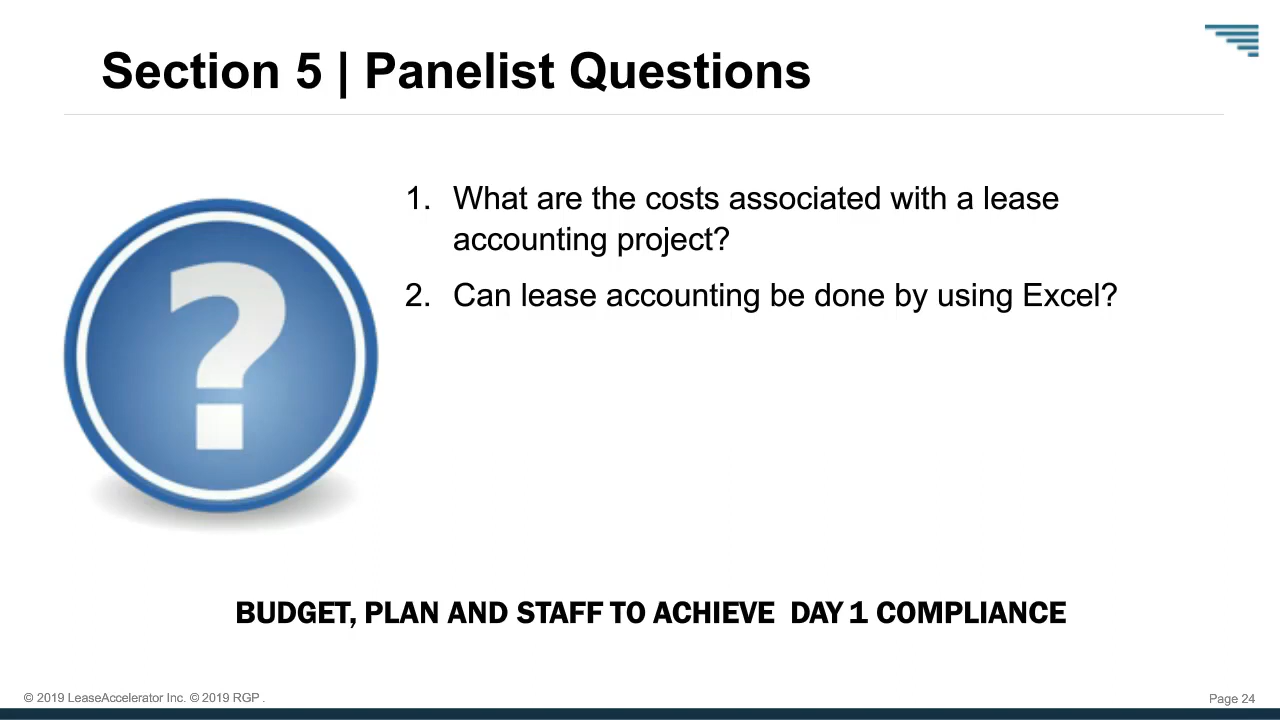 Section 5 | Panelist Questions
1. What are the costs associated with a lease
accounting project?
2. Can lease accounting be done by using Excel?
?
BUDGET, PLAN AND STAFF TO ACHIEVE  DAY 1 COMPLIANCE
© 2019 LeaseAccelerator Inc. © 2019 RGP .
Page 24